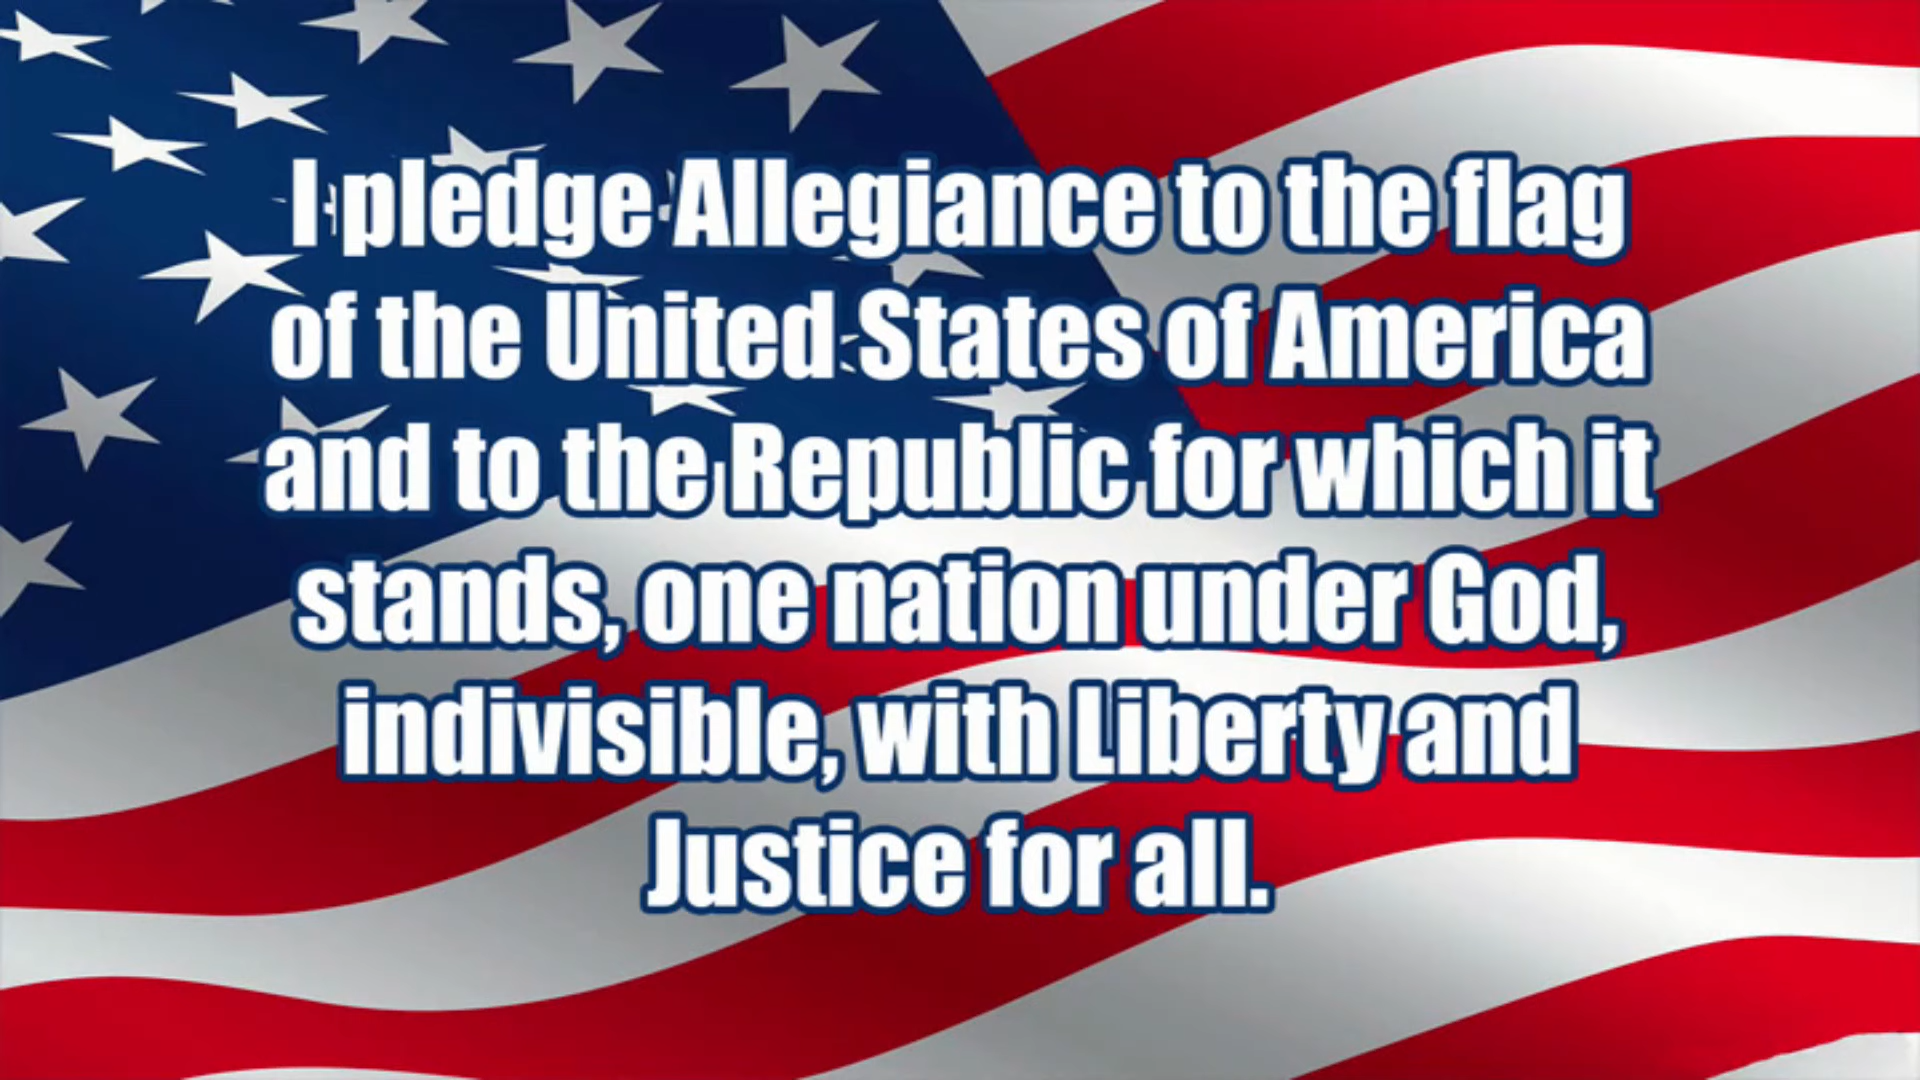 I pledge Allegiance to the flag
of the United States of America
and to the Republic for which it
stands, one nation under God,
indivisible, with Liberty and
Justice for all.